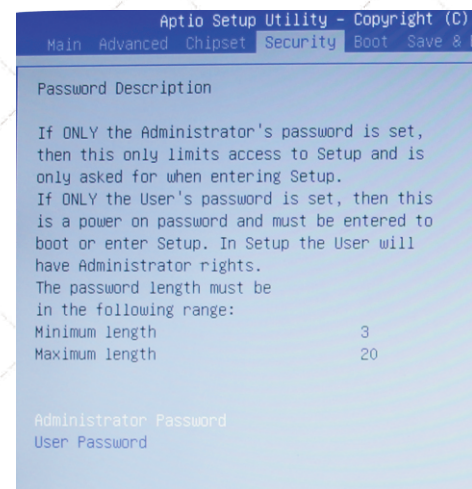 Aptio Setup Utility – Copyright (C)
Main Advanced Chipset Security Boot Save &
Password Description
If ONLY the Administrator's password is set,
then this only limits access to Setup and is
only asked for when entering Setup.
If ONLY the User's password is set, then this
is a power on password and must be entered to
boot or enter Setup. In Setup the User will
have Administrator rights.
The password length must be
in the following range:
Minimum length 3
Maximum length 20
Administrator Password
User Password